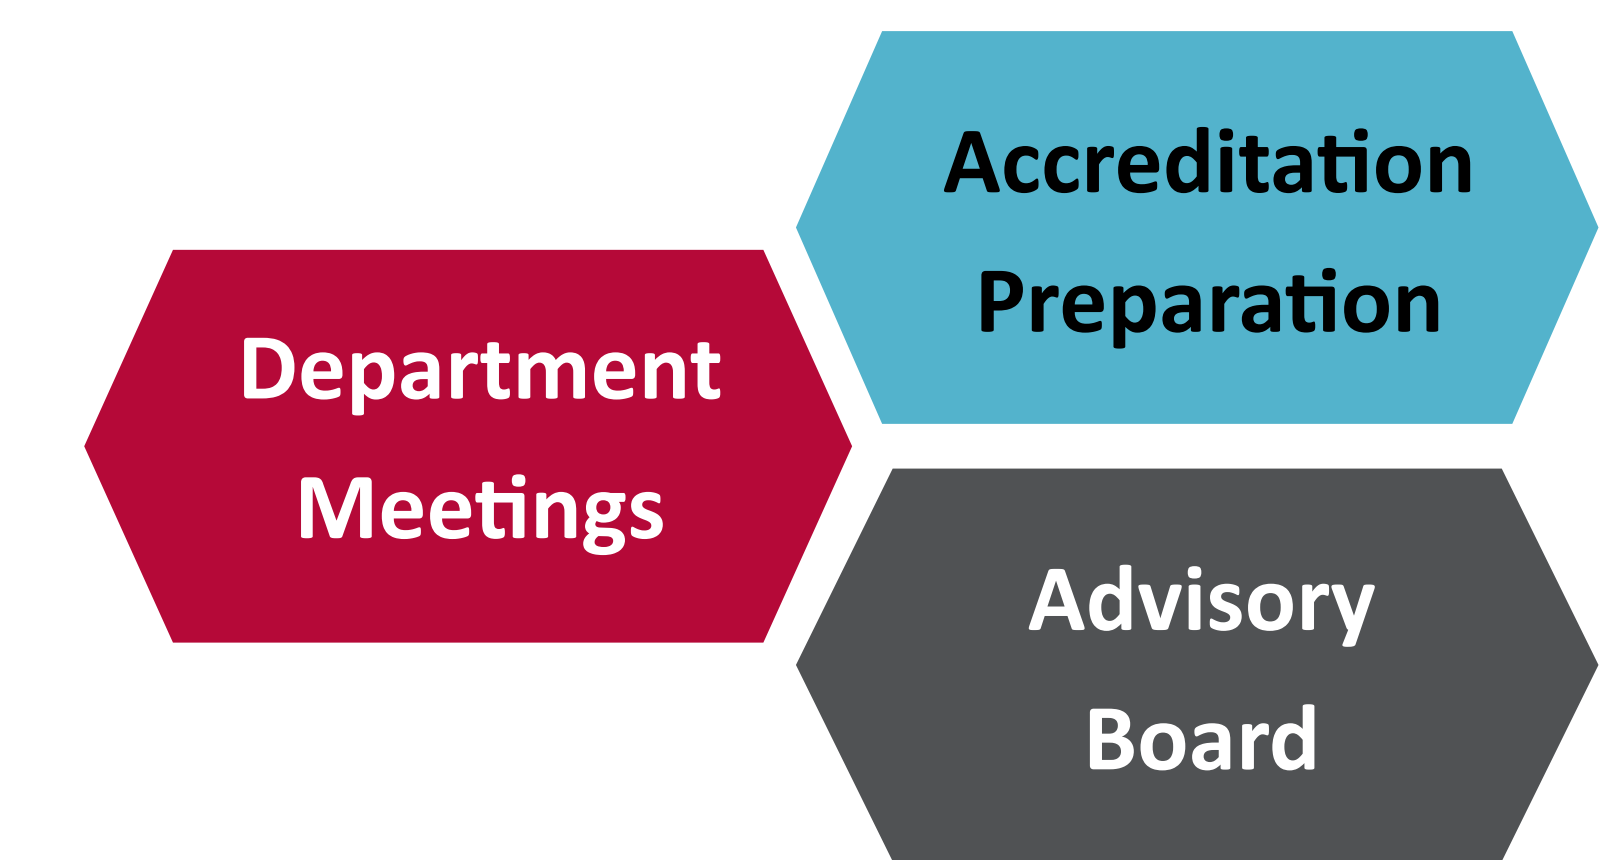 Department
Meetings
Accreditation
Preparation
Advisory
Board